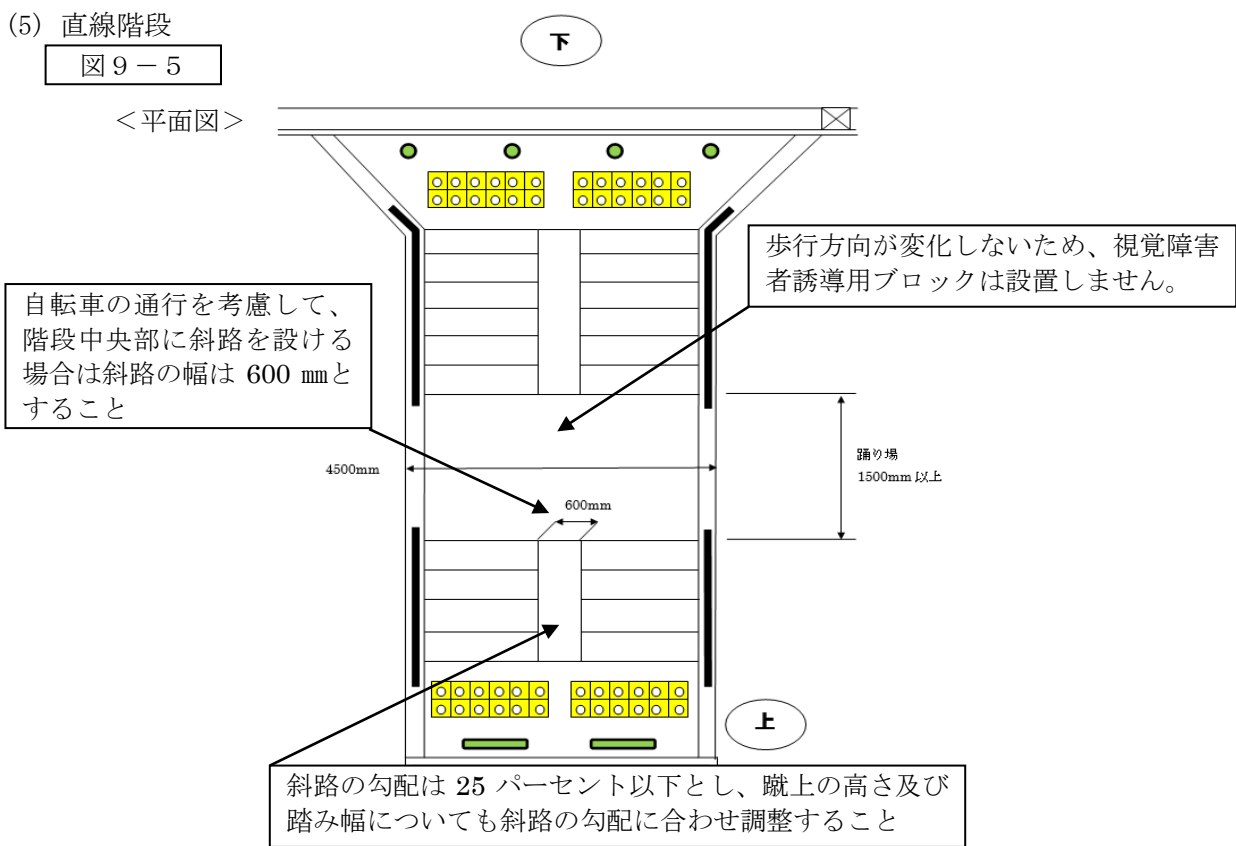 (5) 直線階段
下
図9-5
<平面図>
歩行方向が変化しないため、視覚障害
者誘導用ブロックは設置しません。
自転車の通行を考慮して、
階段中央部に斜路を設ける
場合は斜路の幅は 600 ㎜と
すること
4500mm
踊り場
1500mm 以上
600mm
上
斜路の勾配は 25 パーセント以下とし、蹴上の高さ及び
踏み幅についても斜路の勾配に合わせ調整すること